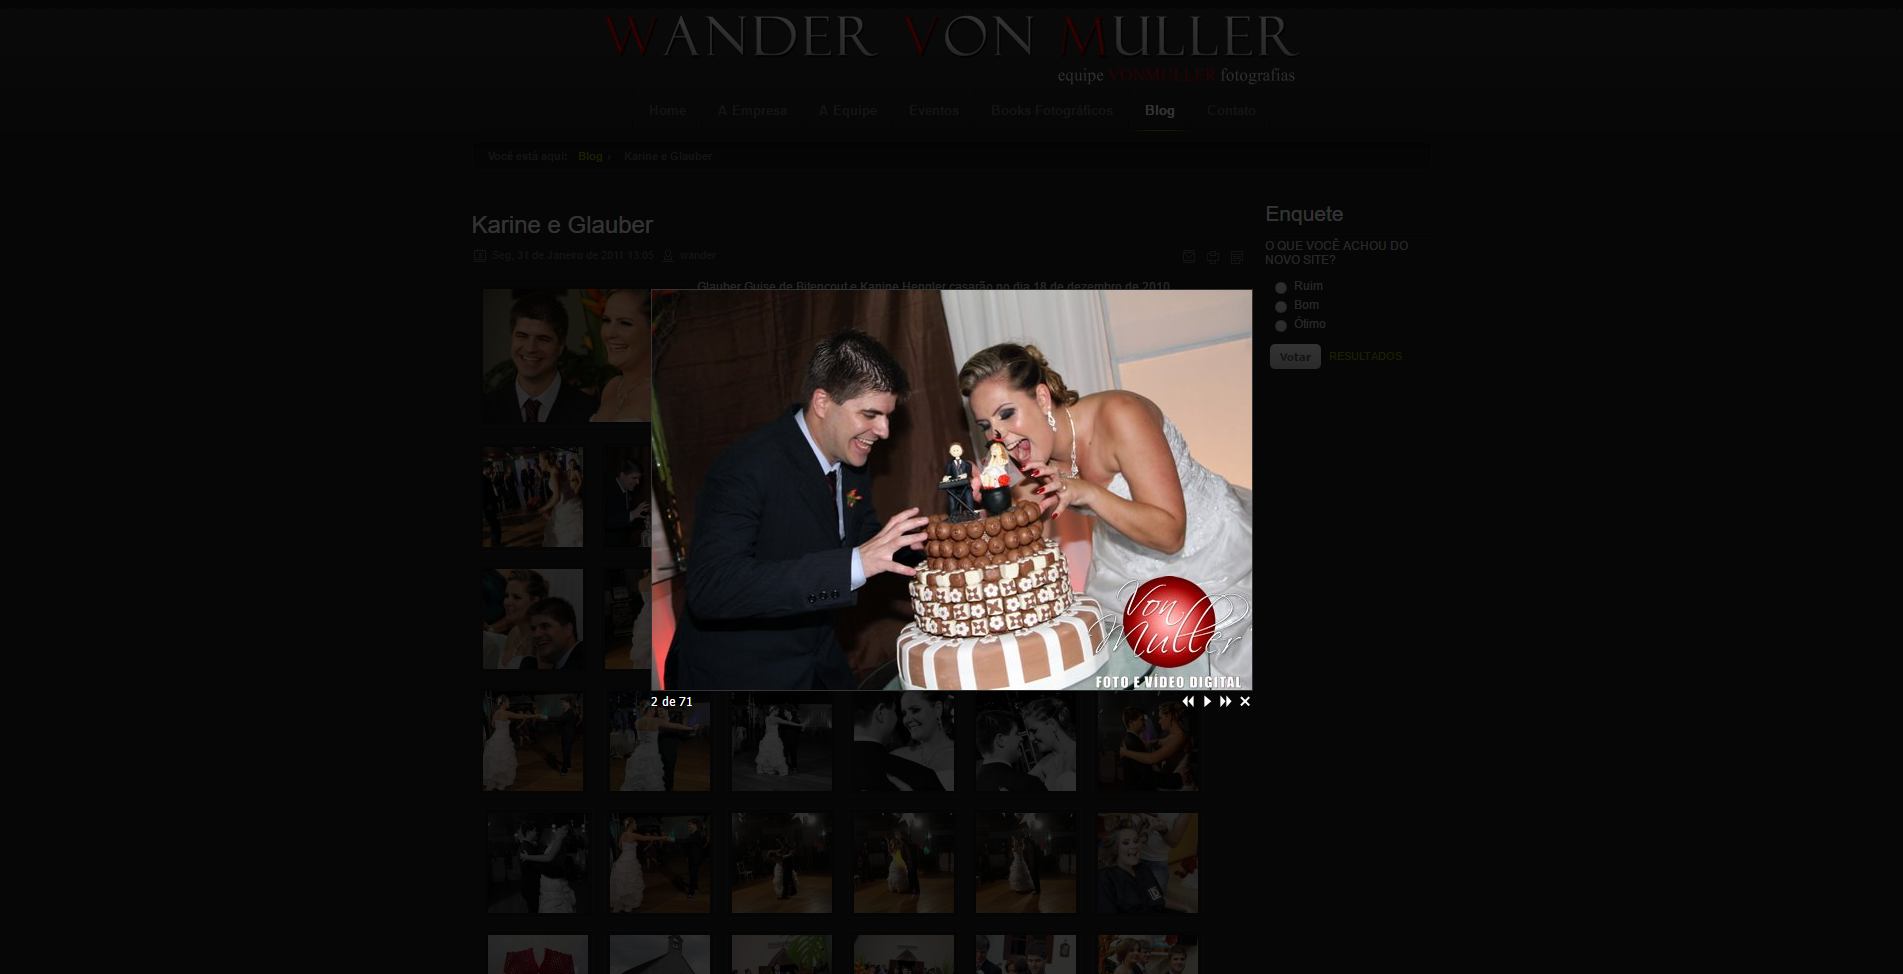 WANDER VON MULLER
equipe VONMULLER fotografias
Home A Empresa A Equipe Eventos Books Fotográficos Blog Contato
Você está aqui: Blog › Karine e Glauber
Karine e Glauber
Seg, 31 de Janeiro de 2011 13:05 wander
Glauber Guise de Bitencout e Kanine Hengler casarão no dia 18 de dezembro de 2010
Enquete
O QUE VOCÊ ACHOU DO
NOVO SITE?
Ruim
Bom
Ótimo
Votar RESULTADOS
Von
Muller
FOTO E VÍDEO DIGITAL
2 de 71